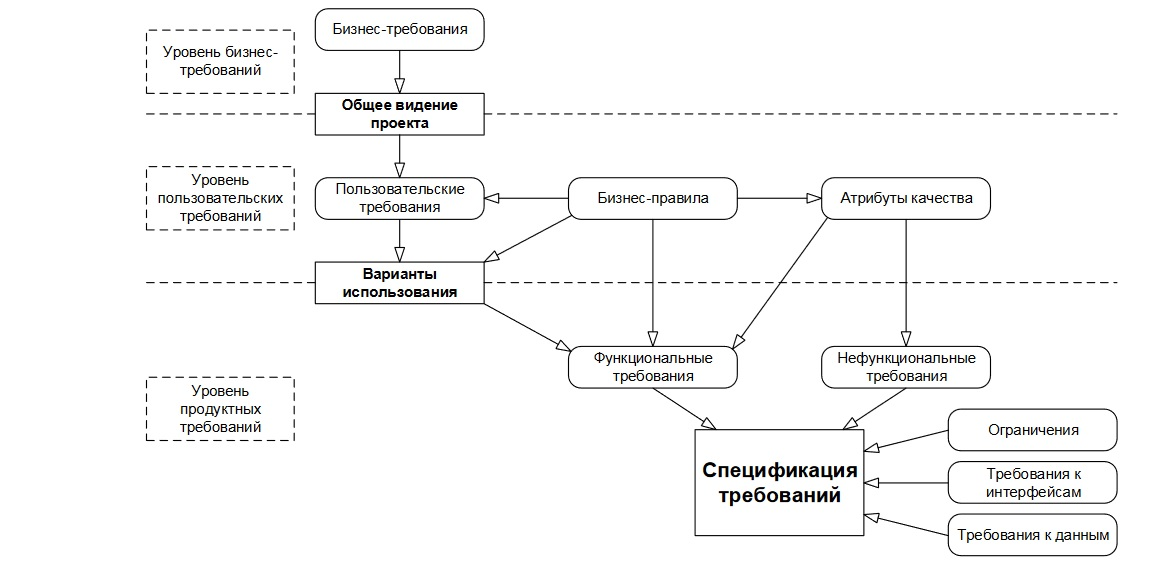 Бизнес-требования
Уровень бизнес-
требований
Общее видение
проекта
Уровень
пользовательских
требований
Пользовательские
требования
Бизнес-правила
Атрибуты качества
Варианты
использования
Функциональные
требования
Нефункциональные
требования
Уровень
продуктных
требований
Ограничения
Спецификация
требований
Требования к
интерфейсам
Требования к данным